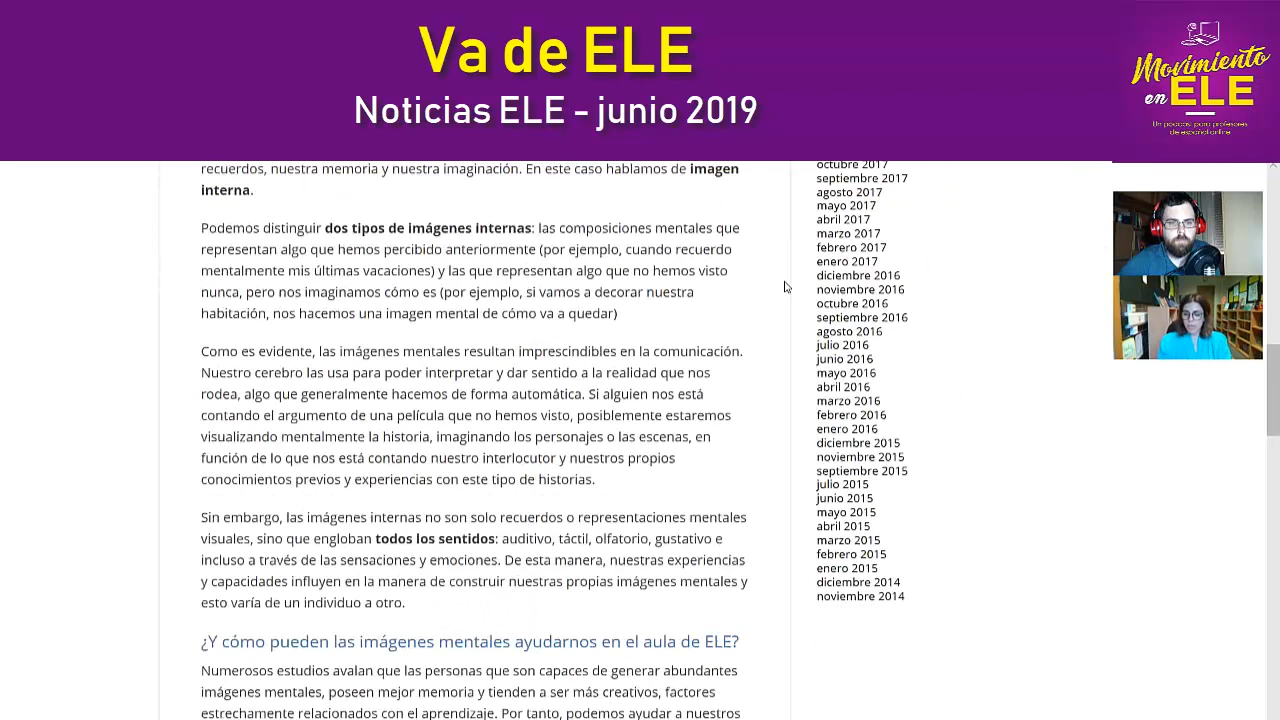 Va de ELE
Noticias ELE - junio 2019
Movimiento
en ELE
Un podcast para profesores
de español online
recuerdos, nuestra memoria y nuestra imaginación. En este caso hablamos de imagen
interna.
Podemos distinguir dos tipos de imágenes internas: las composiciones mentales que
representan algo que hemos percibido anteriormente (por ejemplo, cuando recuerdo
mentalmente mis últimas vacaciones) y las que representan algo que no hemos visto
nunca, pero nos imaginamos cómo es (por ejemplo, si vamos a decorar nuestra
habitación, nos hacemos una imagen mental de cómo va a quedar)
Como es evidente, las imágenes mentales resultan imprescindibles en la comunicación.
Nuestro cerebro las usa para poder interpretar y dar sentido a la realidad que nos
rodea, algo que generalmente hacemos de forma automática. Si alguien nos está
contando el argumento de una película que no hemos visto, posiblemente estaremos
visualizando mentalmente la historia, imaginando los personajes o las escenas, en
función de lo que nos está contando nuestro interlocutor y nuestros propios
conocimientos previos y experiencias con este tipo de historias.
Sin embargo, las imágenes internas no son solo recuerdos o representaciones mentales
visuales, sino que engloban todos los sentidos: auditivo, táctil, olfatorio, gustativo e
incluso a través de las sensaciones y emociones. De esta manera, nuestras experiencias
y capacidades influyen en la manera de construir nuestras propias imágenes mentales y
esto varía de un individuo a otro.
¿Y cómo pueden las imágenes mentales ayudarnos en el aula de ELE?
Numerosos estudios avalan que las personas que son capaces de generar abundantes
imágenes mentales, poseen mejor memoria y tienden a ser más creativos, factores
estrechamente relacionados con el aprendizaje. Por tanto, podemos ayudar a nuestros
octubre 2017
septiembre 2017
agosto 2017
mayo 2017
abril 2017
marzo 2017
febrero 2017
enero 2017
diciembre 2016
noviembre 2016
octubre 2016
septiembre 2016
agosto 2016
julio 2016
junio 2016
mayo 2016
abril 2016
marzo 2016
febrero 2016
enero 2016
diciembre 2015
noviembre 2015
septiembre 2015
julio 2015
junio 2015
mayo 2015
abril 2015
marzo 2015
febrero 2015
enero 2015
diciembre 2014
noviembre 2014